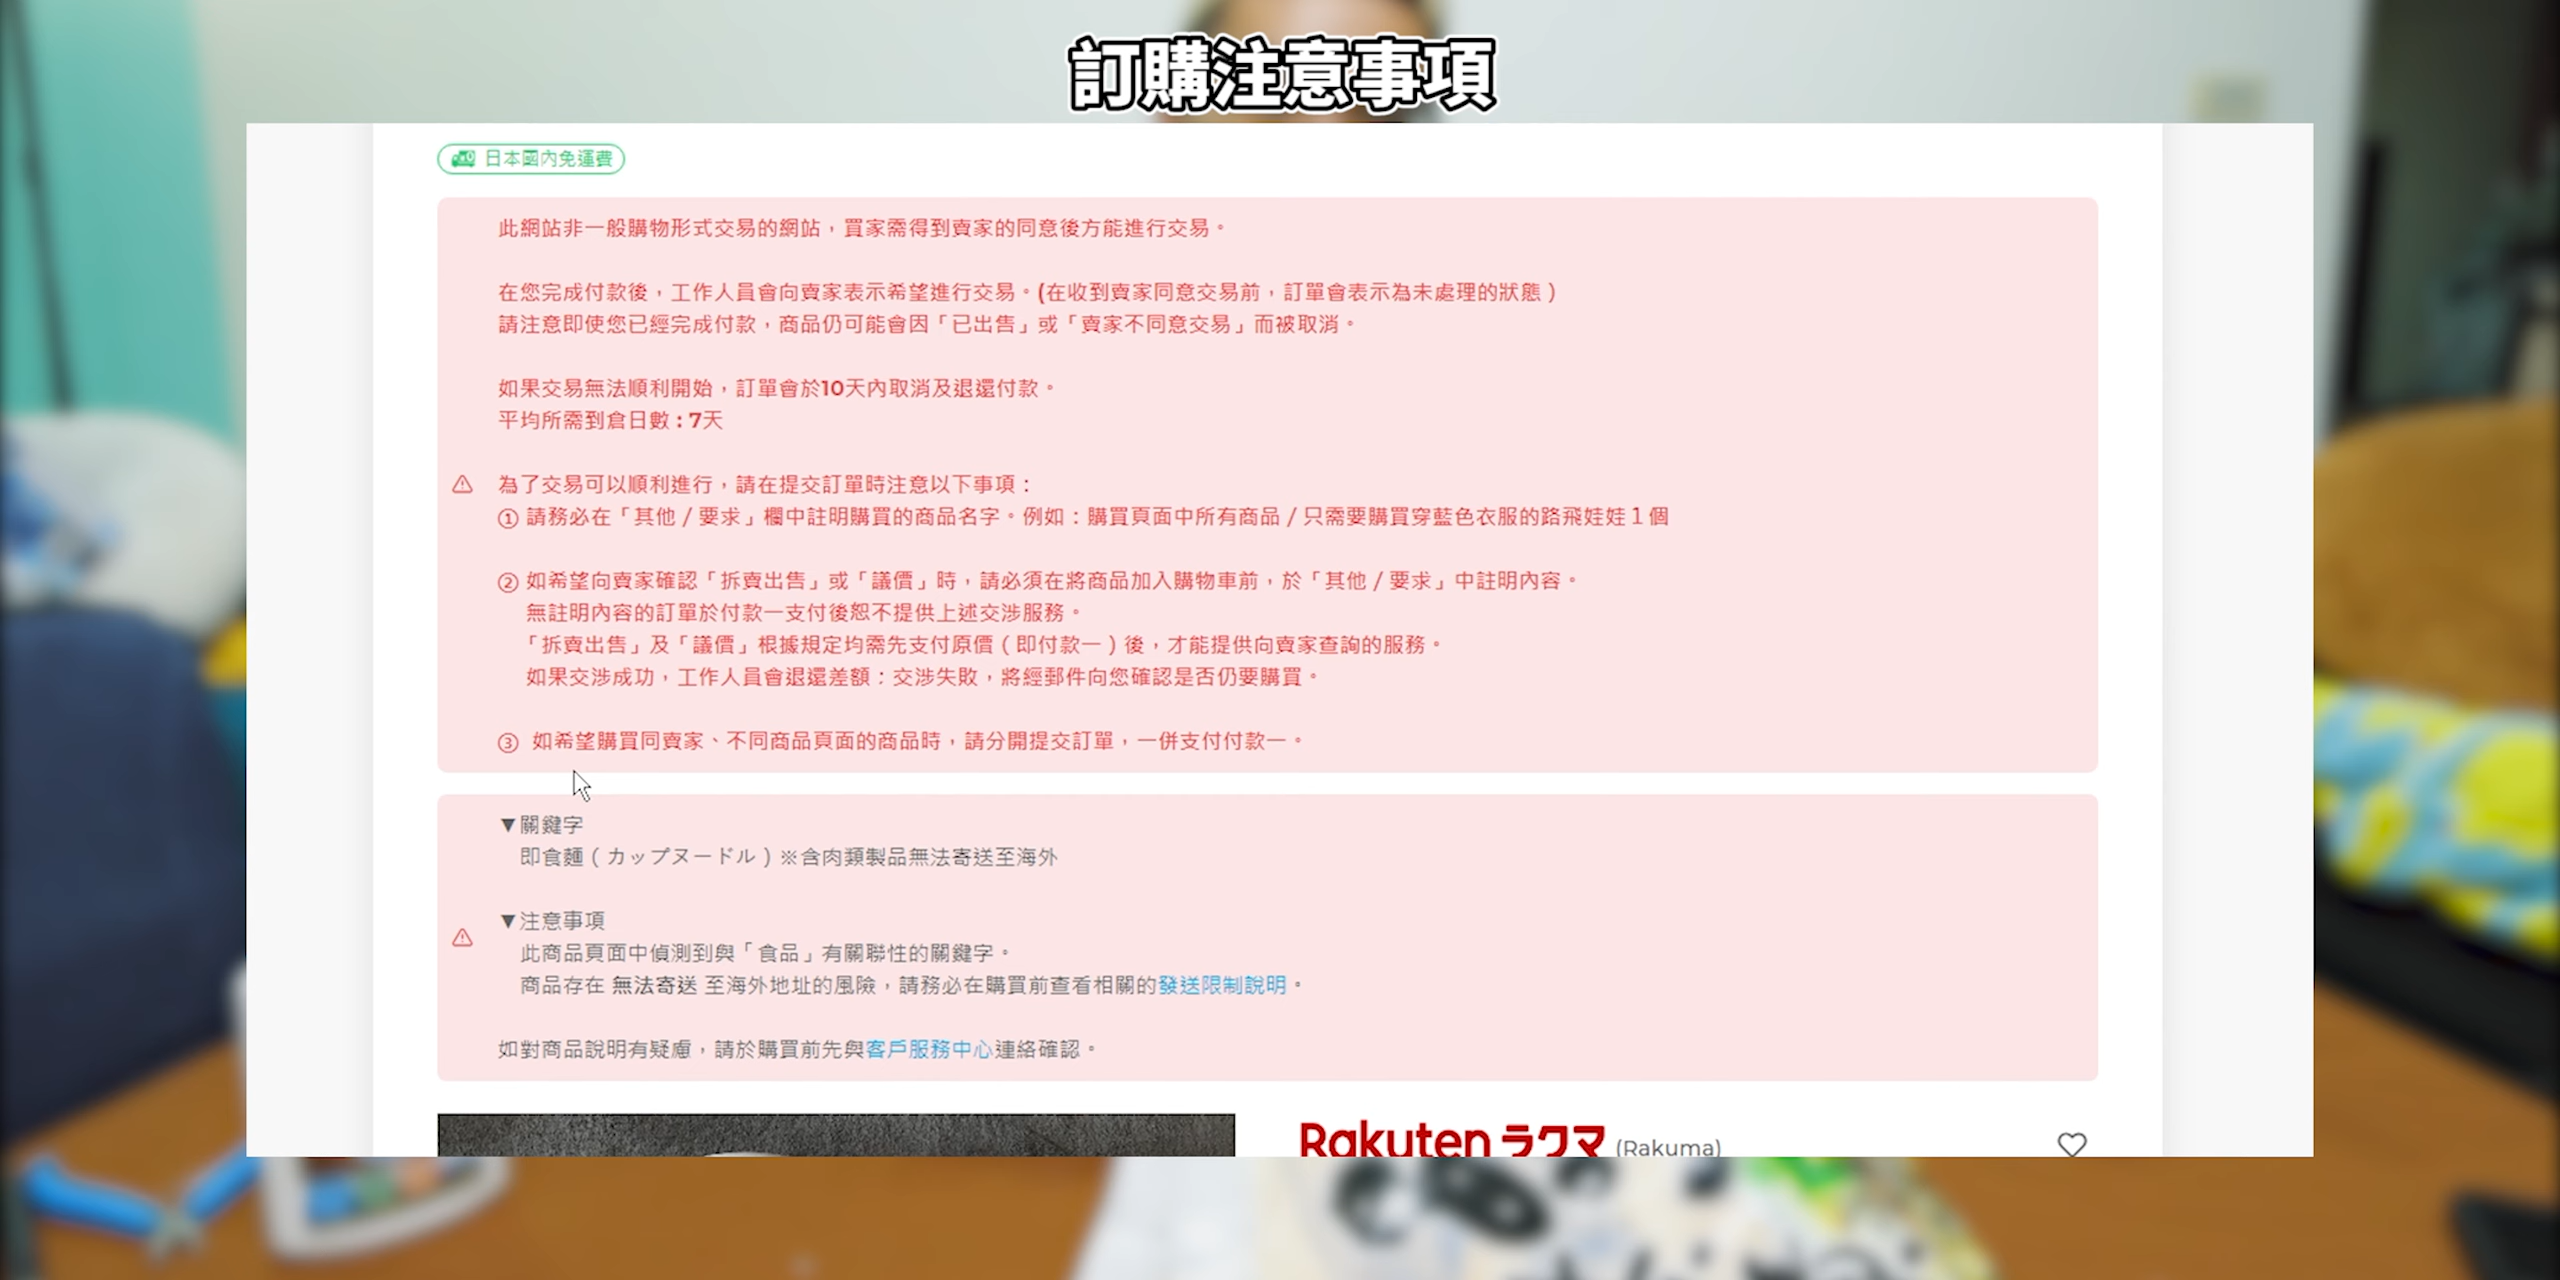 訂購注意事項
日本國內免運費
此網站非一般購物形式交易的網站，買家需得到賣家的同意後方能進行交易。
在您完成付款後，工作人員會向賣家表示希望進行交易。(在收到賣家同意交易前，訂單會表示為未處理的狀態)
請注意即使您已經完成付款，商品仍可能會因「已出售」或「賣家不同意交易」而被取消。
如果交易無法順利開始，訂單會於10天內取消及退還付款。
平均所需到倉日數：7天
為了交易可以順利進行，請在提交訂單時注意以下事項：
① 請務必在「其他 / 要求」欄中註明購買的商品名字。例如：購買頁面中所有商品 / 只需要購買穿藍色衣服的路飛娃娃１個
② 如希望向賣家確認「拆賣出售」或「議價」時，請必須在將商品加入購物車前，於「其他 / 要求」中註明內容。
無註明內容的訂單於付款一支付後恕不提供上述交涉服務。
「拆賣出售」及「議價」根據規定均需先支付原價（即付款一）後，才能提供向賣家查詢的服務。
如果交涉成功，工作人員會退還差額；交涉失敗，將經郵件向您確認是否仍要購買。
③ 如希望購買同賣家、不同商品頁面的商品時，請分開提交訂單，一併支付付款一。
▼關鍵字
即食麵（カップヌードル）※含肉類製品無法寄送至海外
▼注意事項
此商品頁面中偵測到與「食品」有關聯性的關鍵字。
商品存在 無法寄送 至海外地址的風險，請務必在購買前查看相關的發送限制說明。
如對商品說明有疑慮，請於購買前先與客戶服務中心連絡確認。
Rakuten ラクマ (Rakuma)